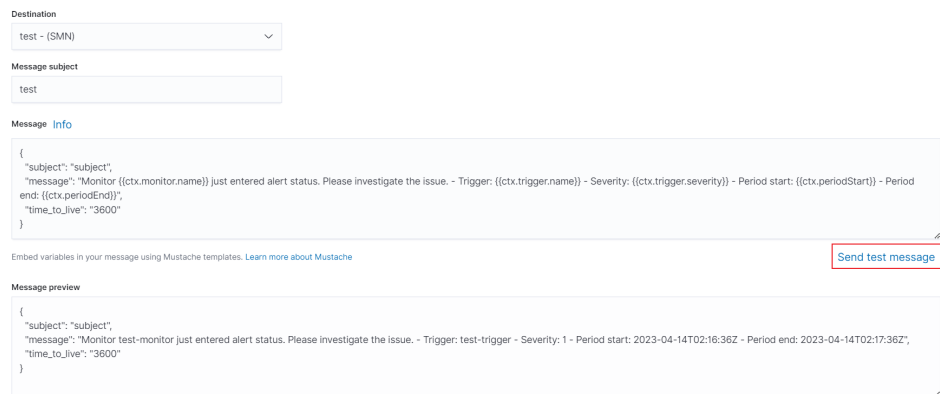 Destination
test - (SMN)
Message subject
test
Message Info
{
"subject": "subject",
"message": "Monitor {{ctx.monitor.name}} just entered alert status. Please investigate the issue. - Trigger: {{ctx.trigger.name}} - Severity: {{ctx.trigger.severity}} - Period start: {{ctx.periodStart}} - Period
end: {{ctx.periodEnd}}",
"time_to_live": "3600"
}
Embed variables in your message using Mustache templates. Learn more about Mustache
Send test message
Message preview
{
"subject": "subject",
"message": "Monitor test-monitor just entered alert status. Please investigate the issue. - Trigger: test-trigger - Severity: 1 - Period start: 2023-04-14T02:16:36Z - Period end: 2023-04-14T02:17:36Z",
"time_to_live": "3600"
}